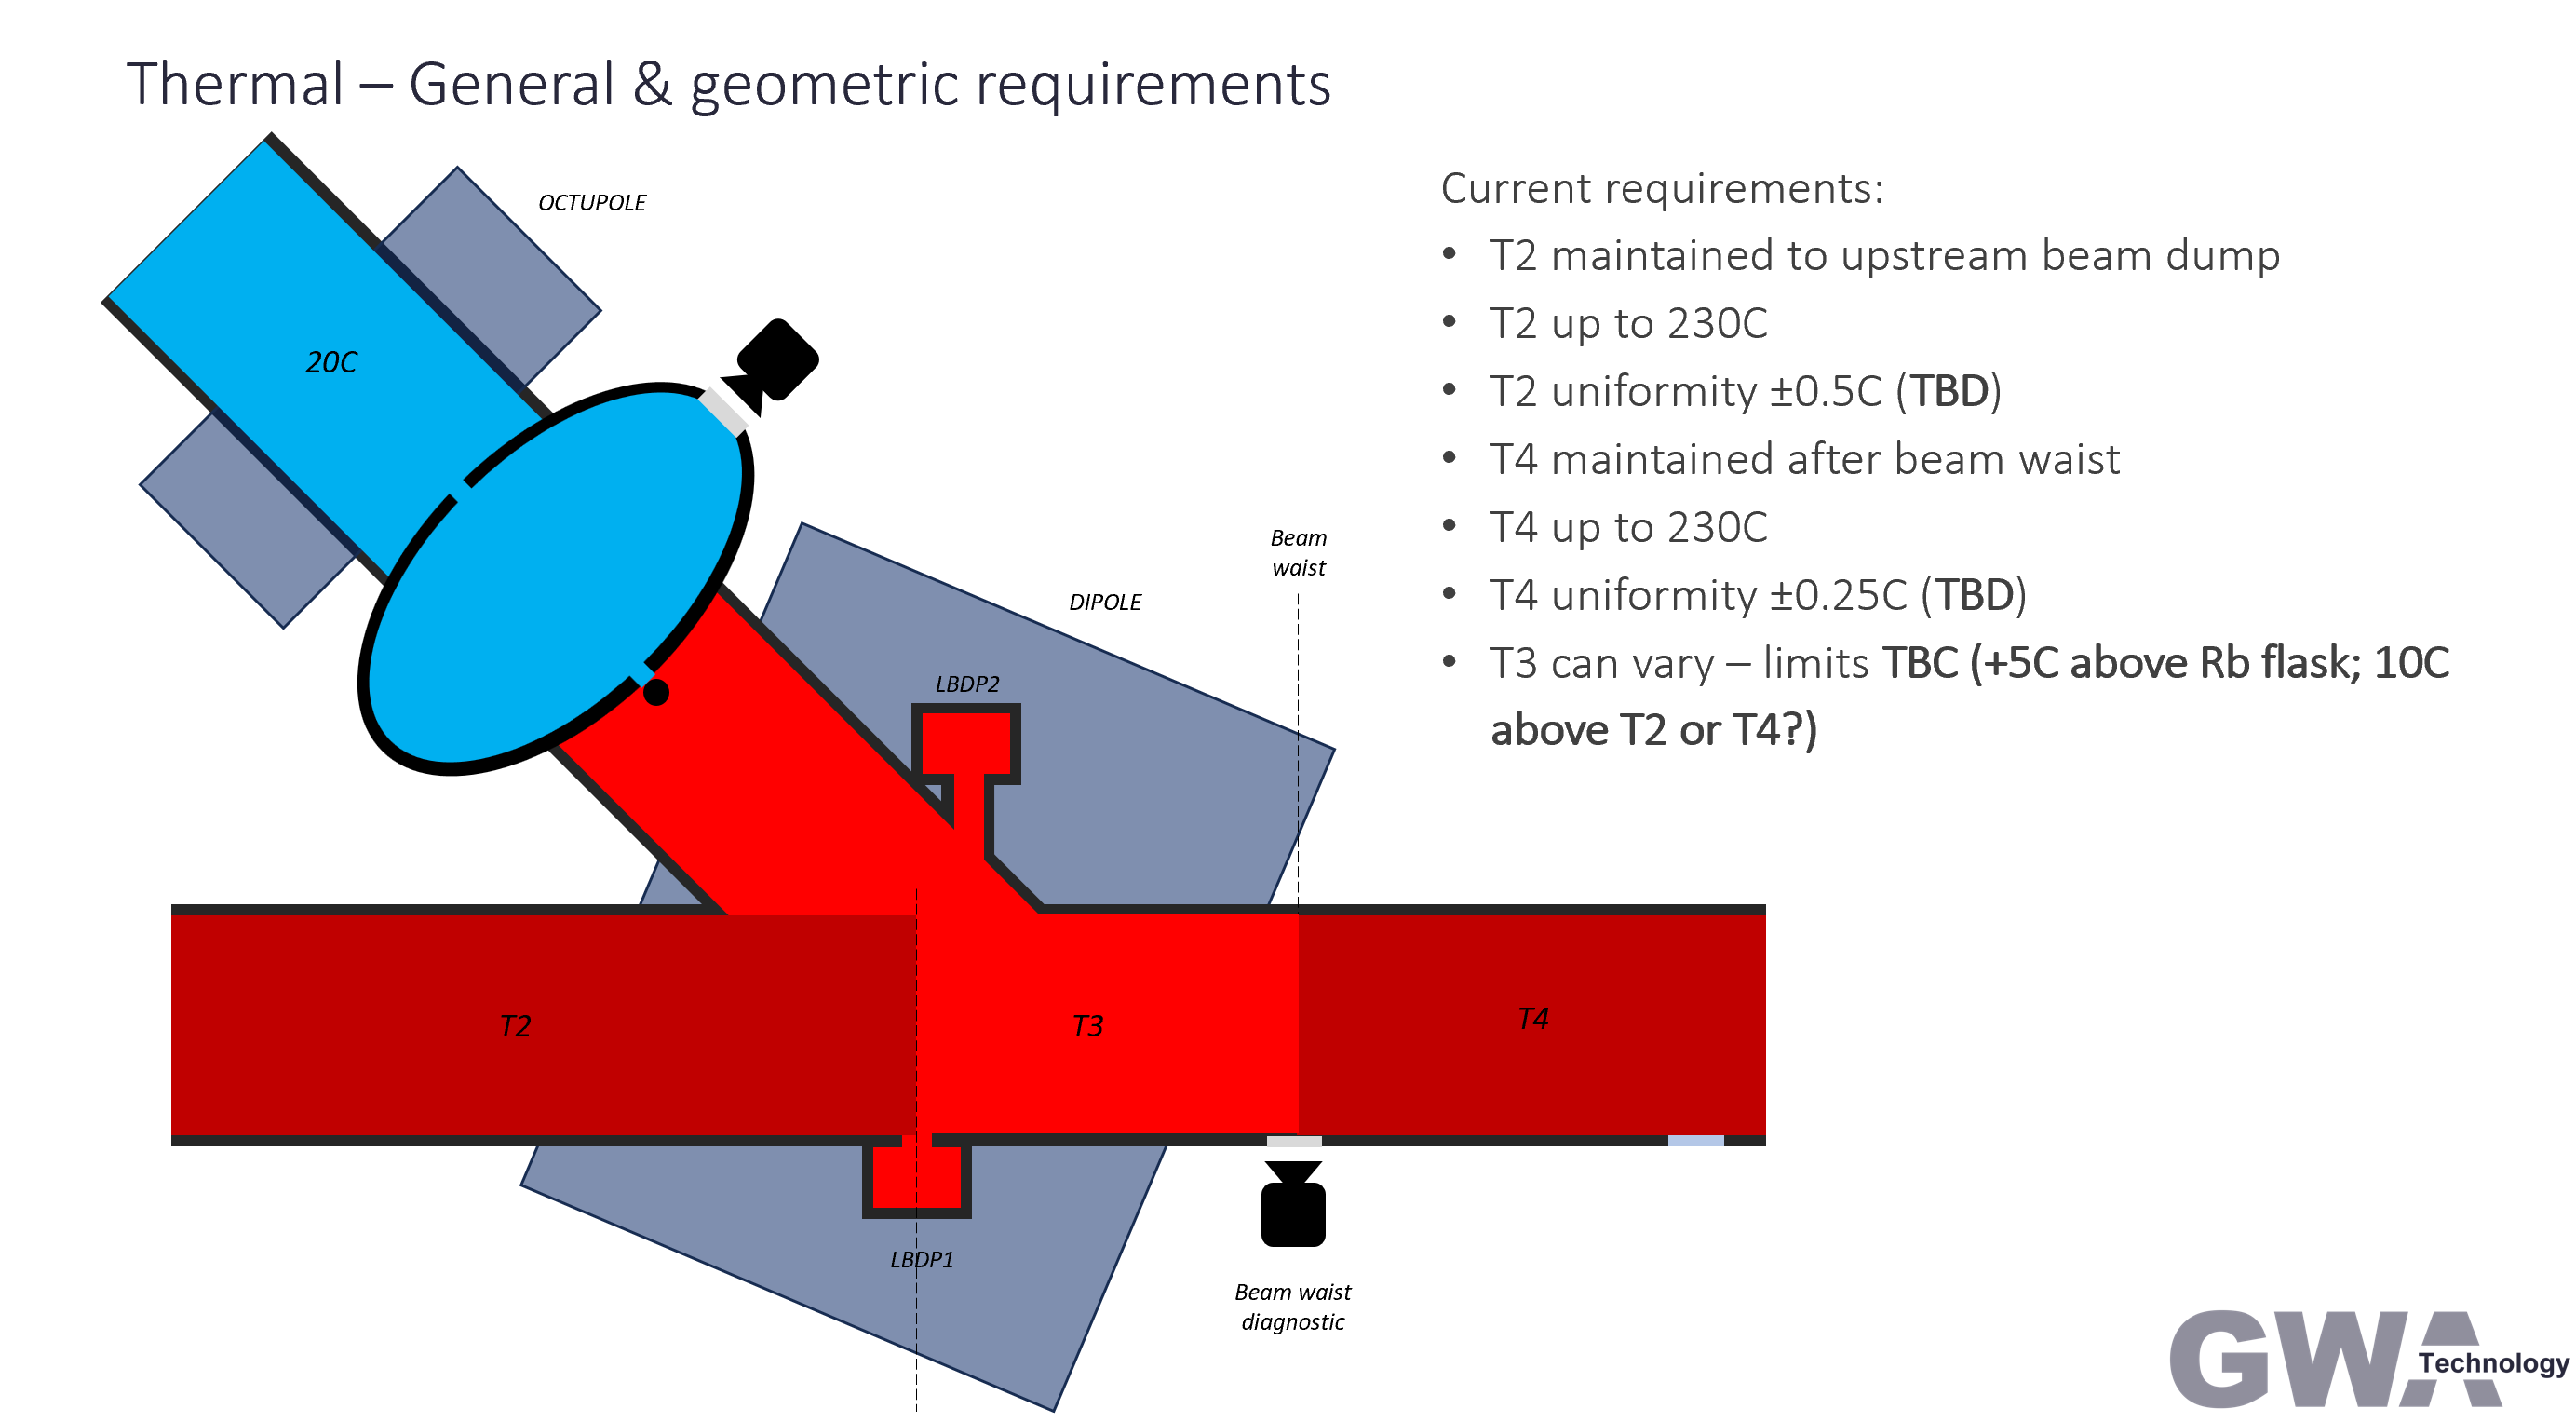 Thermal – General & geometric requirements
OCTUPOLE
20C
Current requirements:
• T2 maintained to upstream beam dump
• T2 up to 230C
• T2 uniformity ±0.5C (TBD)
• T4 maintained after beam waist
• T4 up to 230C
• T4 uniformity ±0.25C (TBD)
• T3 can vary – limits TBC (+5C above Rb flask; 10C
above T2 or T4?)
Beam
waist
DIPOLE
LBDP2
T2
T3
T4
LBDP1
Beam waist
diagnostic
GWA
Technology